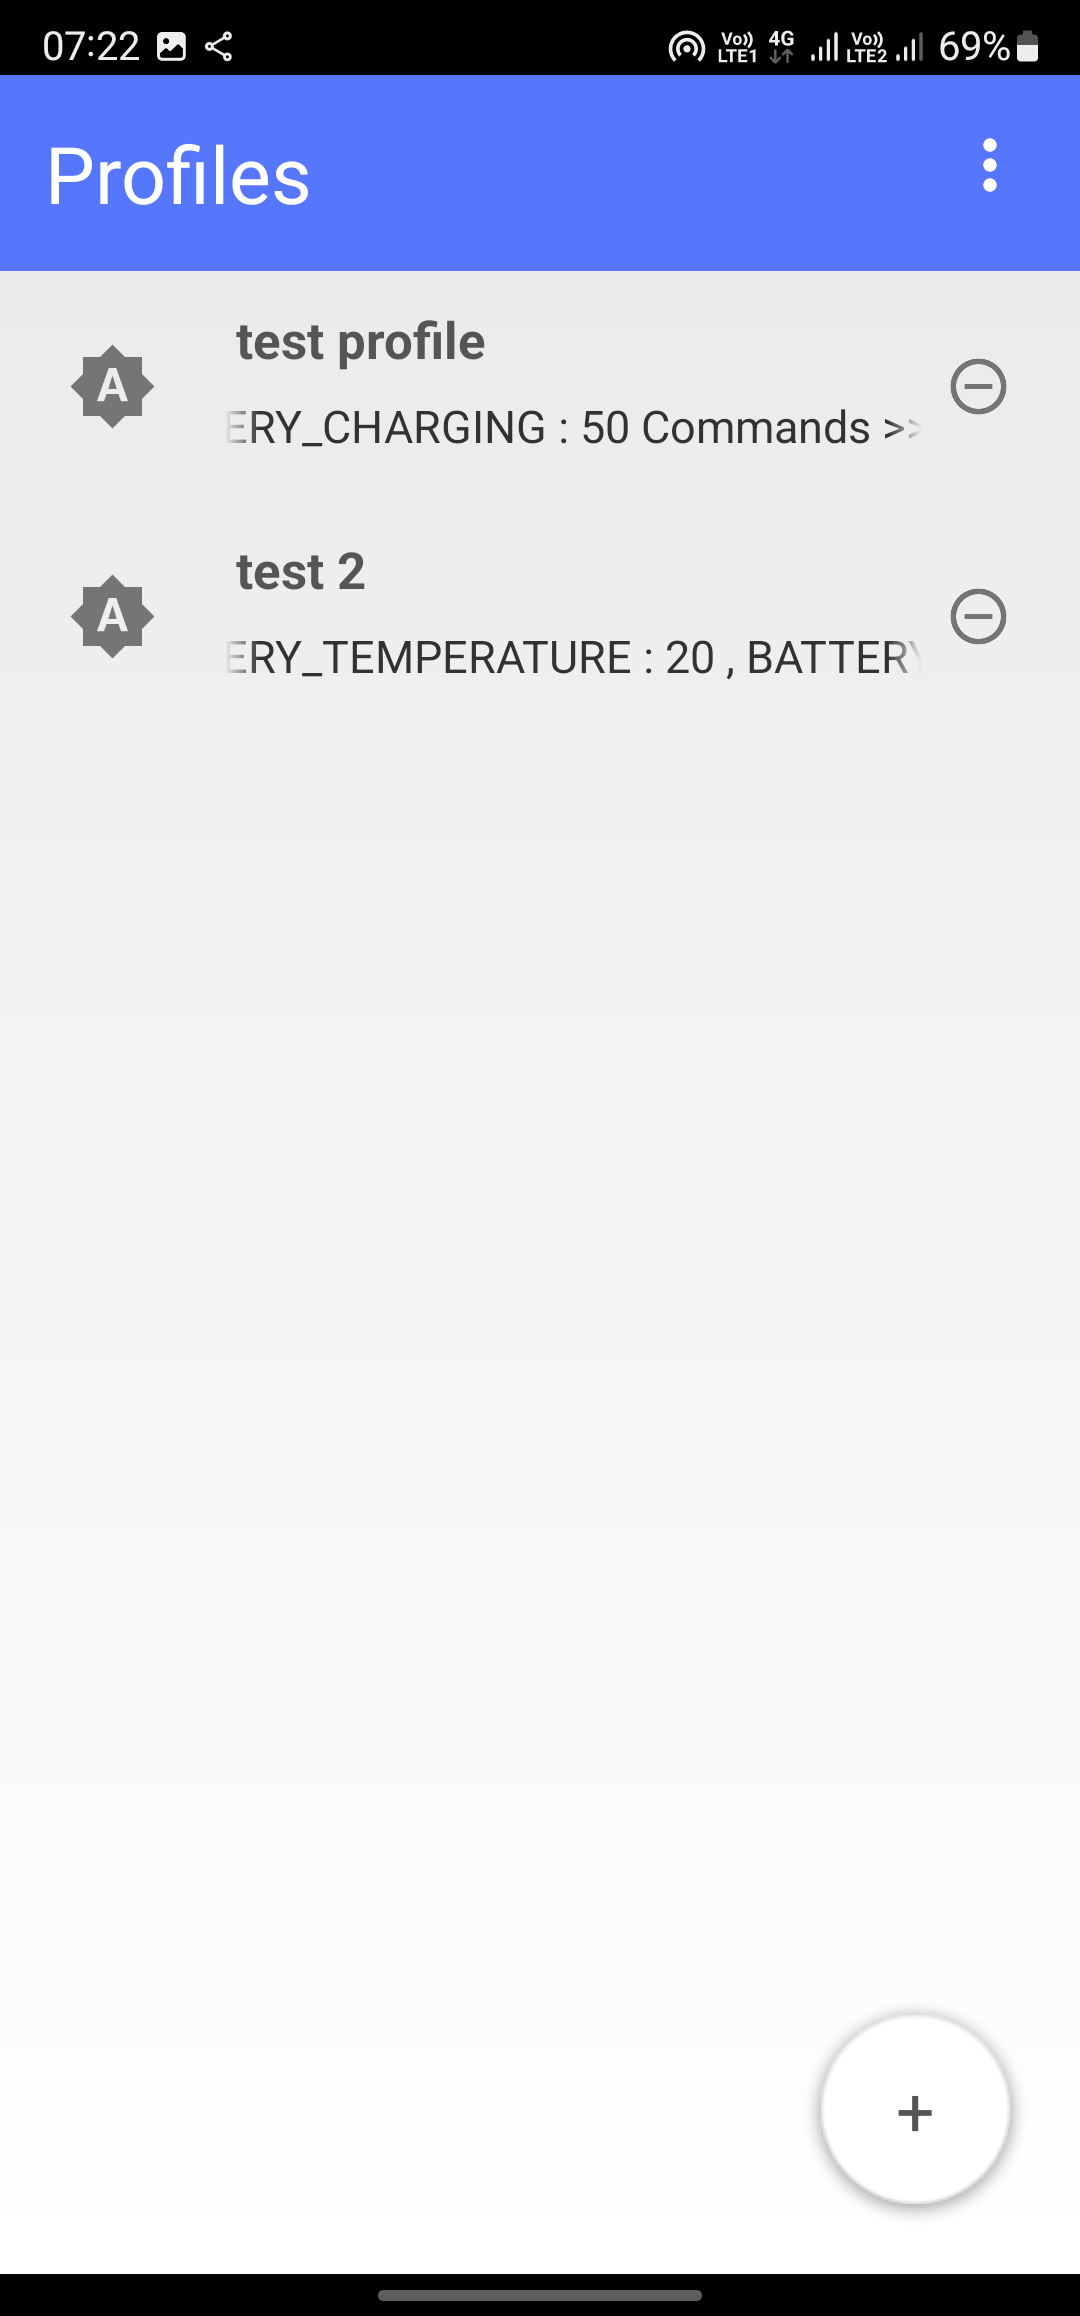 07:22
Vo)) LTE1 4G Vo)) LTE2 69%
Profiles
A
test profile
ERY_CHARGING : 50 Commands >>
A
test 2
ERY_TEMPERATURE : 20 , BATTERY
+